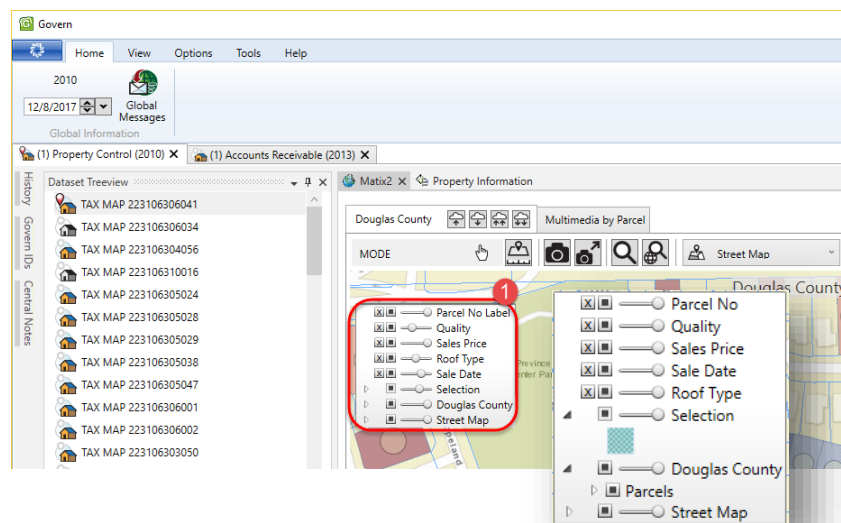 Govern
Home View Options Tools Help
2010
12/8/2017
Global Messages
Global Information
(1) Property Control (2010) X (1) Accounts Receivable (2013) X
History
Govern IDs
Central Notes
Dataset Treeview
TAX MAP 223106306041
TAX MAP 223106306034
TAX MAP 223106304056
TAX MAP 223106310016
TAX MAP 223106305024
TAX MAP 223106305028
TAX MAP 223106305029
TAX MAP 223106305038
TAX MAP 223106305047
TAX MAP 223106306001
TAX MAP 223106306002
TAX MAP 223106303050
Matix2 X Property Information
Douglas County Multimedia by Parcel
MODE Street Map
1
Douglas County
X Parcel No Label
X Quality
X Sales Price
X Roof Type
X Sale Date
Selection
Douglas County
Street Map
Province
X Parcel No
X Quality
X Sales Price
X Sale Date
X Roof Type
Selection
Douglas County
Parcels
Street Map